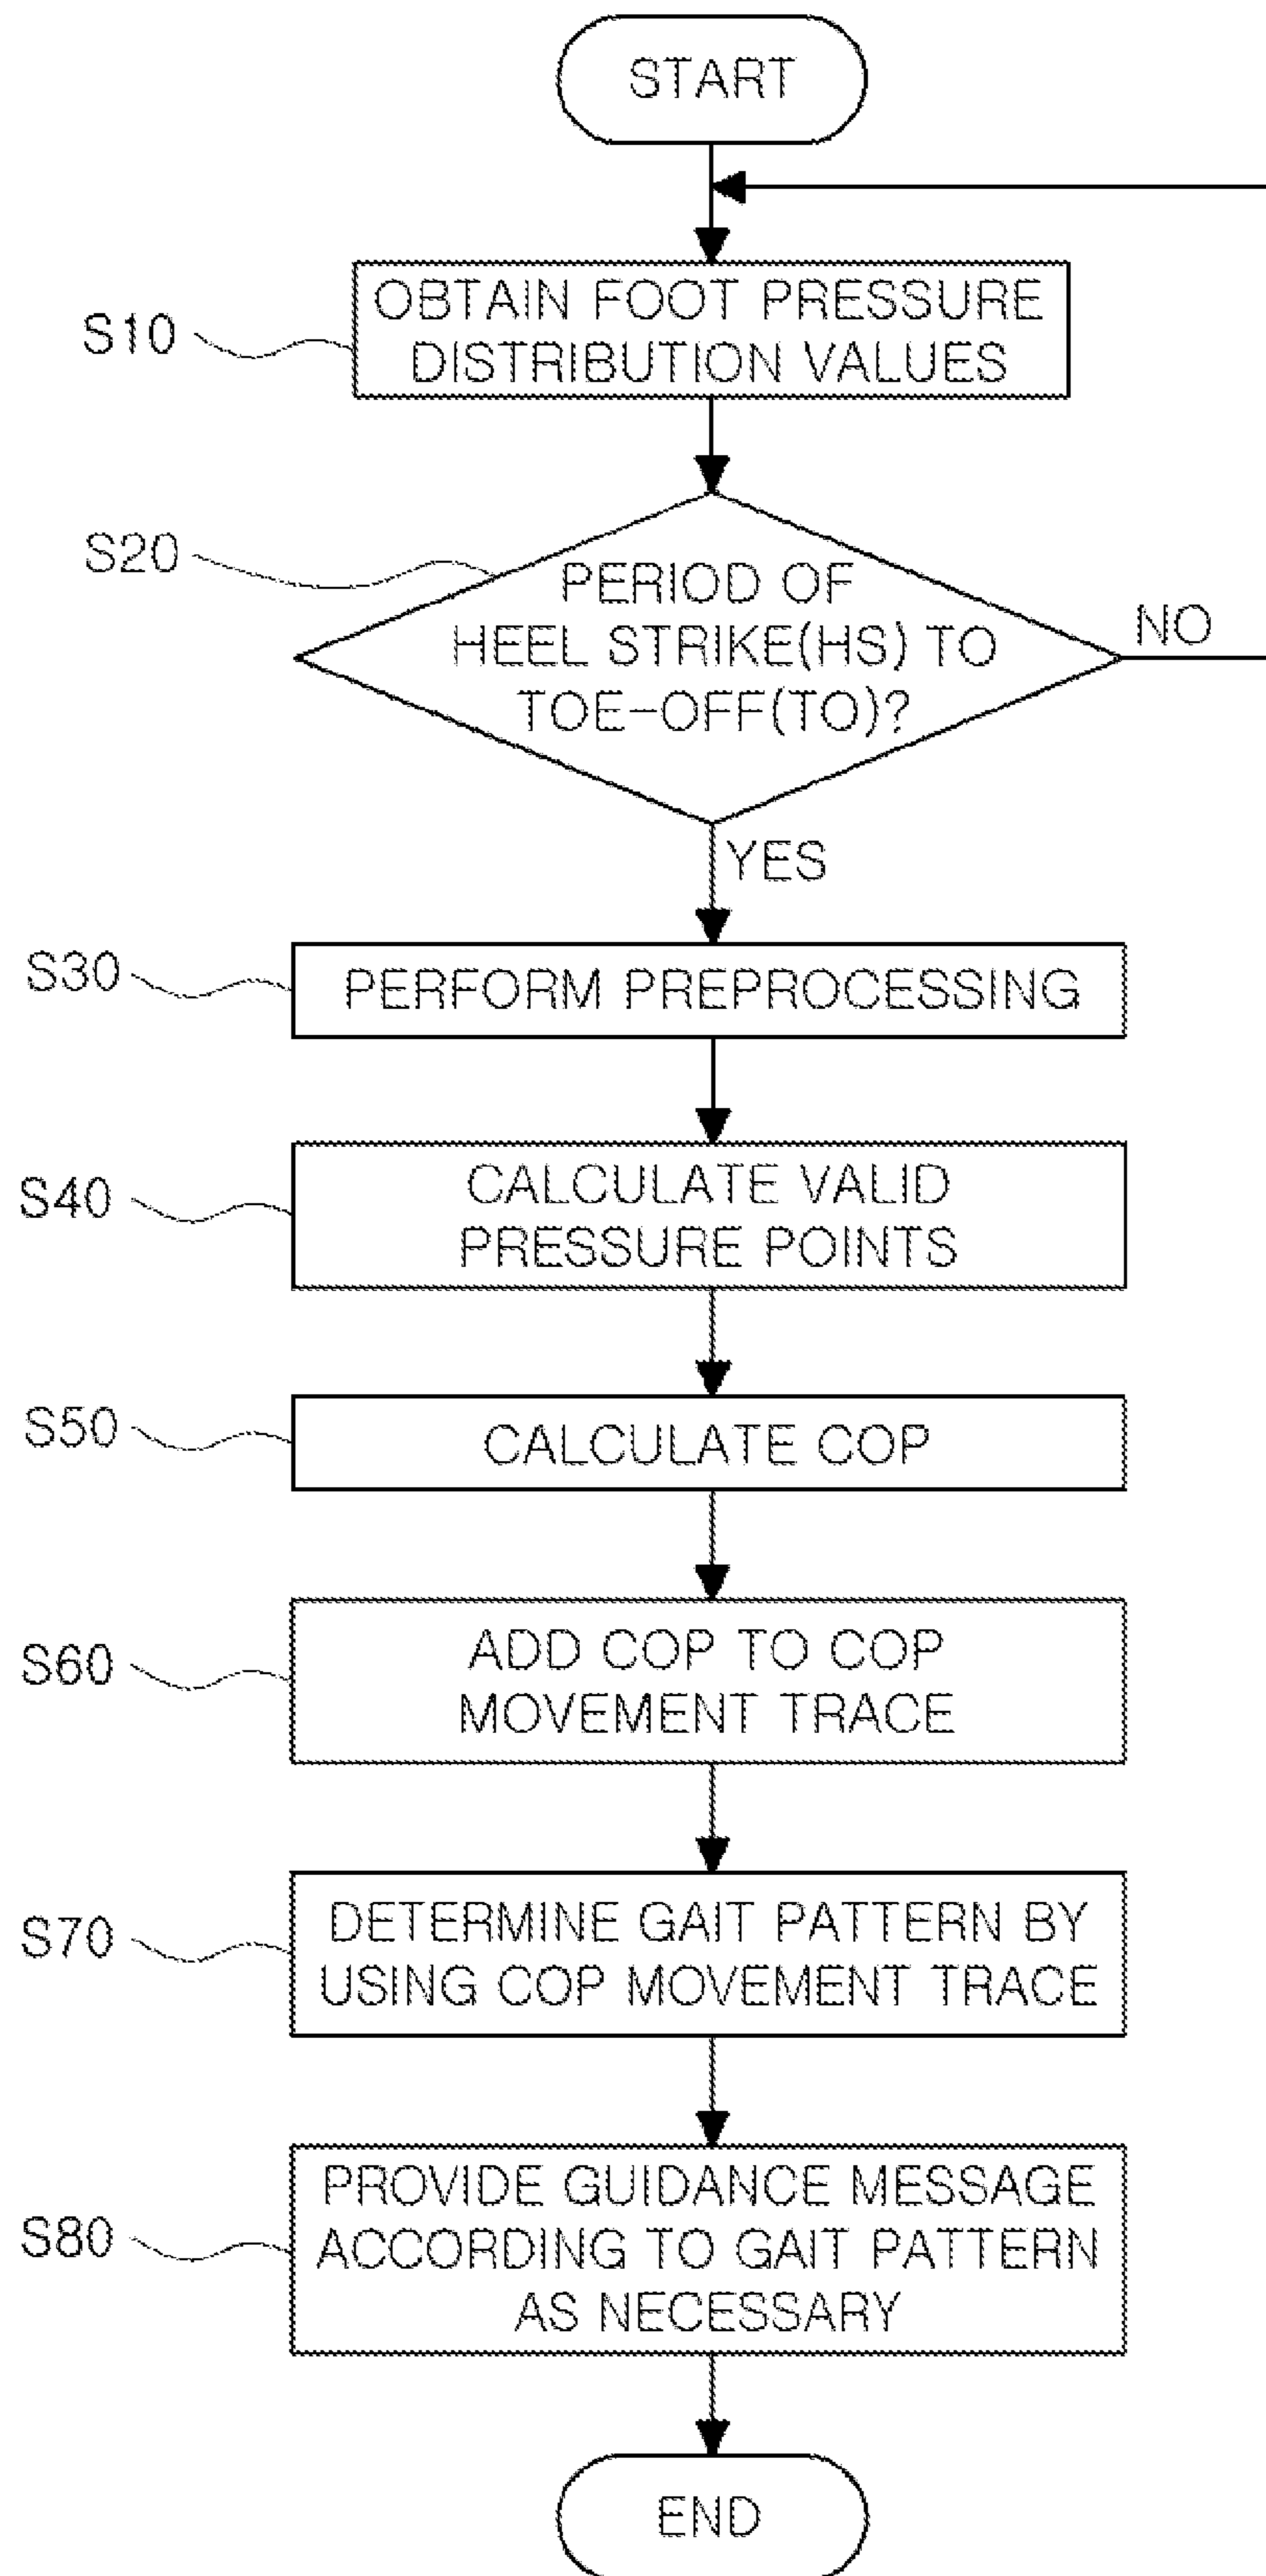 START
S10
OBTAIN FOOT PRESSURE
DISTRIBUTION VALUES
S20
PERIOD OF
HEEL STRIKE(HS) TO
TOE-OFF(TO)?
NO
YES
S30
PERFORM PREPROCESSING
S40
CALCULATE VALID
PRESSURE POINTS
S50
CALCULATE COP
S60
ADD COP TO COP
MOVEMENT TRACE
S70
DETERMINE GAIT PATTERN BY
USING COP MOVEMENT TRACE
S80
PROVIDE GUIDANCE MESSAGE
ACCORDING TO GAIT PATTERN
AS NECESSARY
END